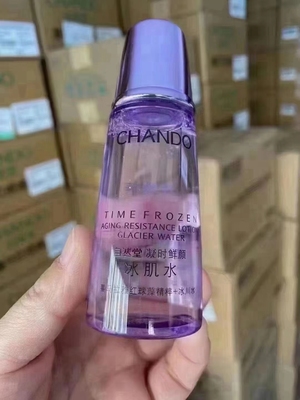 CHANDO
TIME FROZEN
AGING RESISTANCE LOTION
GLACIER WATER
自然堂 凝时鲜颜
冰肌水